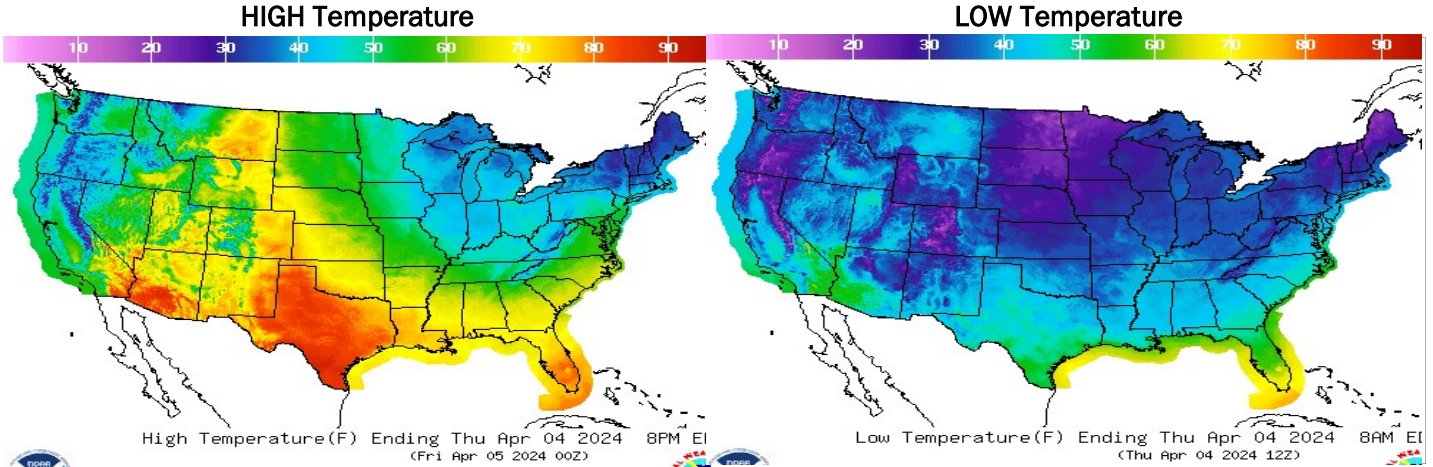 HIGH Temperature
10 20 30 40 50 60 70 80 90
High Temperature(F) Ending Thu Apr 04 2024 8PM
(Fri Apr 05 2024 00Z)
LOW Temperature
10 20 30 40 50 60 70 80 90
Low Temperature(F) Ending Thu Apr 04 2024 8AM
(Thu Apr 04 2024 12Z)